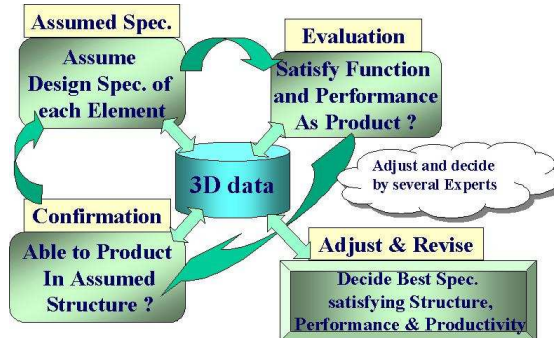 Assumed Spec.
Assume
Design Spec. of
each Element
Evaluation
Satisfy Function
and Performance
As Product ?
3D data
Adjust and decide
by several Experts
Confirmation
Able to Product
In Assumed
Structure ?
Adjust & Revise
Decide Best Spec.
satisfying Structure,
Performance & Productivity